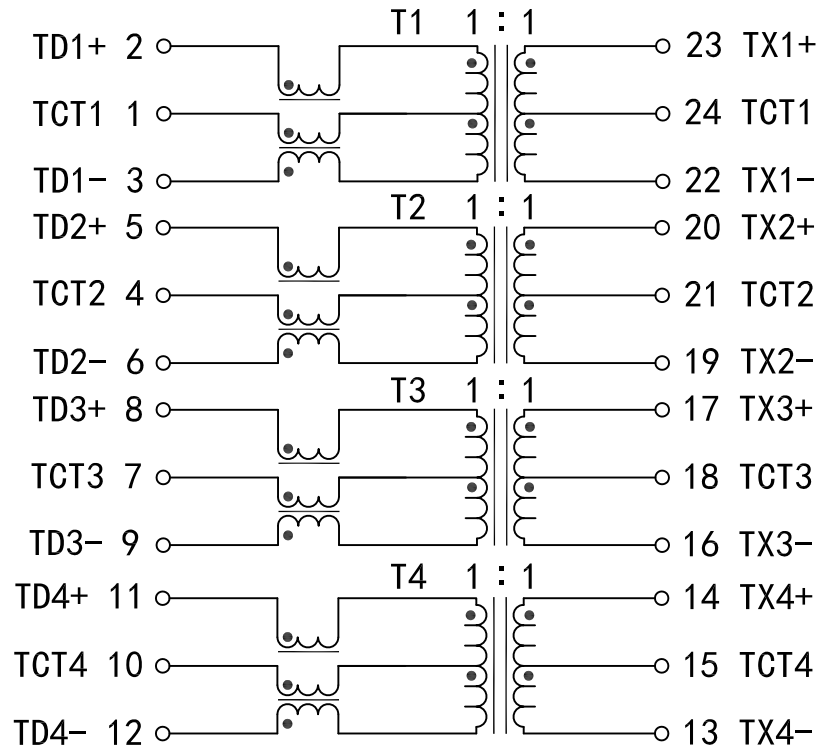 T1 1 : 1
TD1+ 2 23 TX1+
TCT1 1 24 TCT1
TD1- 3 22 TX1-
T2 1 : 1
TD2+ 5 20 TX2+
TCT2 4 21 TCT2
TD2- 6 19 TX2-
T3 1 : 1
TD3+ 8 17 TX3+
TCT3 7 18 TCT3
TD3- 9 16 TX3-
T4 1 : 1
TD4+ 11 14 TX4+
TCT4 10 15 TCT4
TD4- 12 13 TX4-